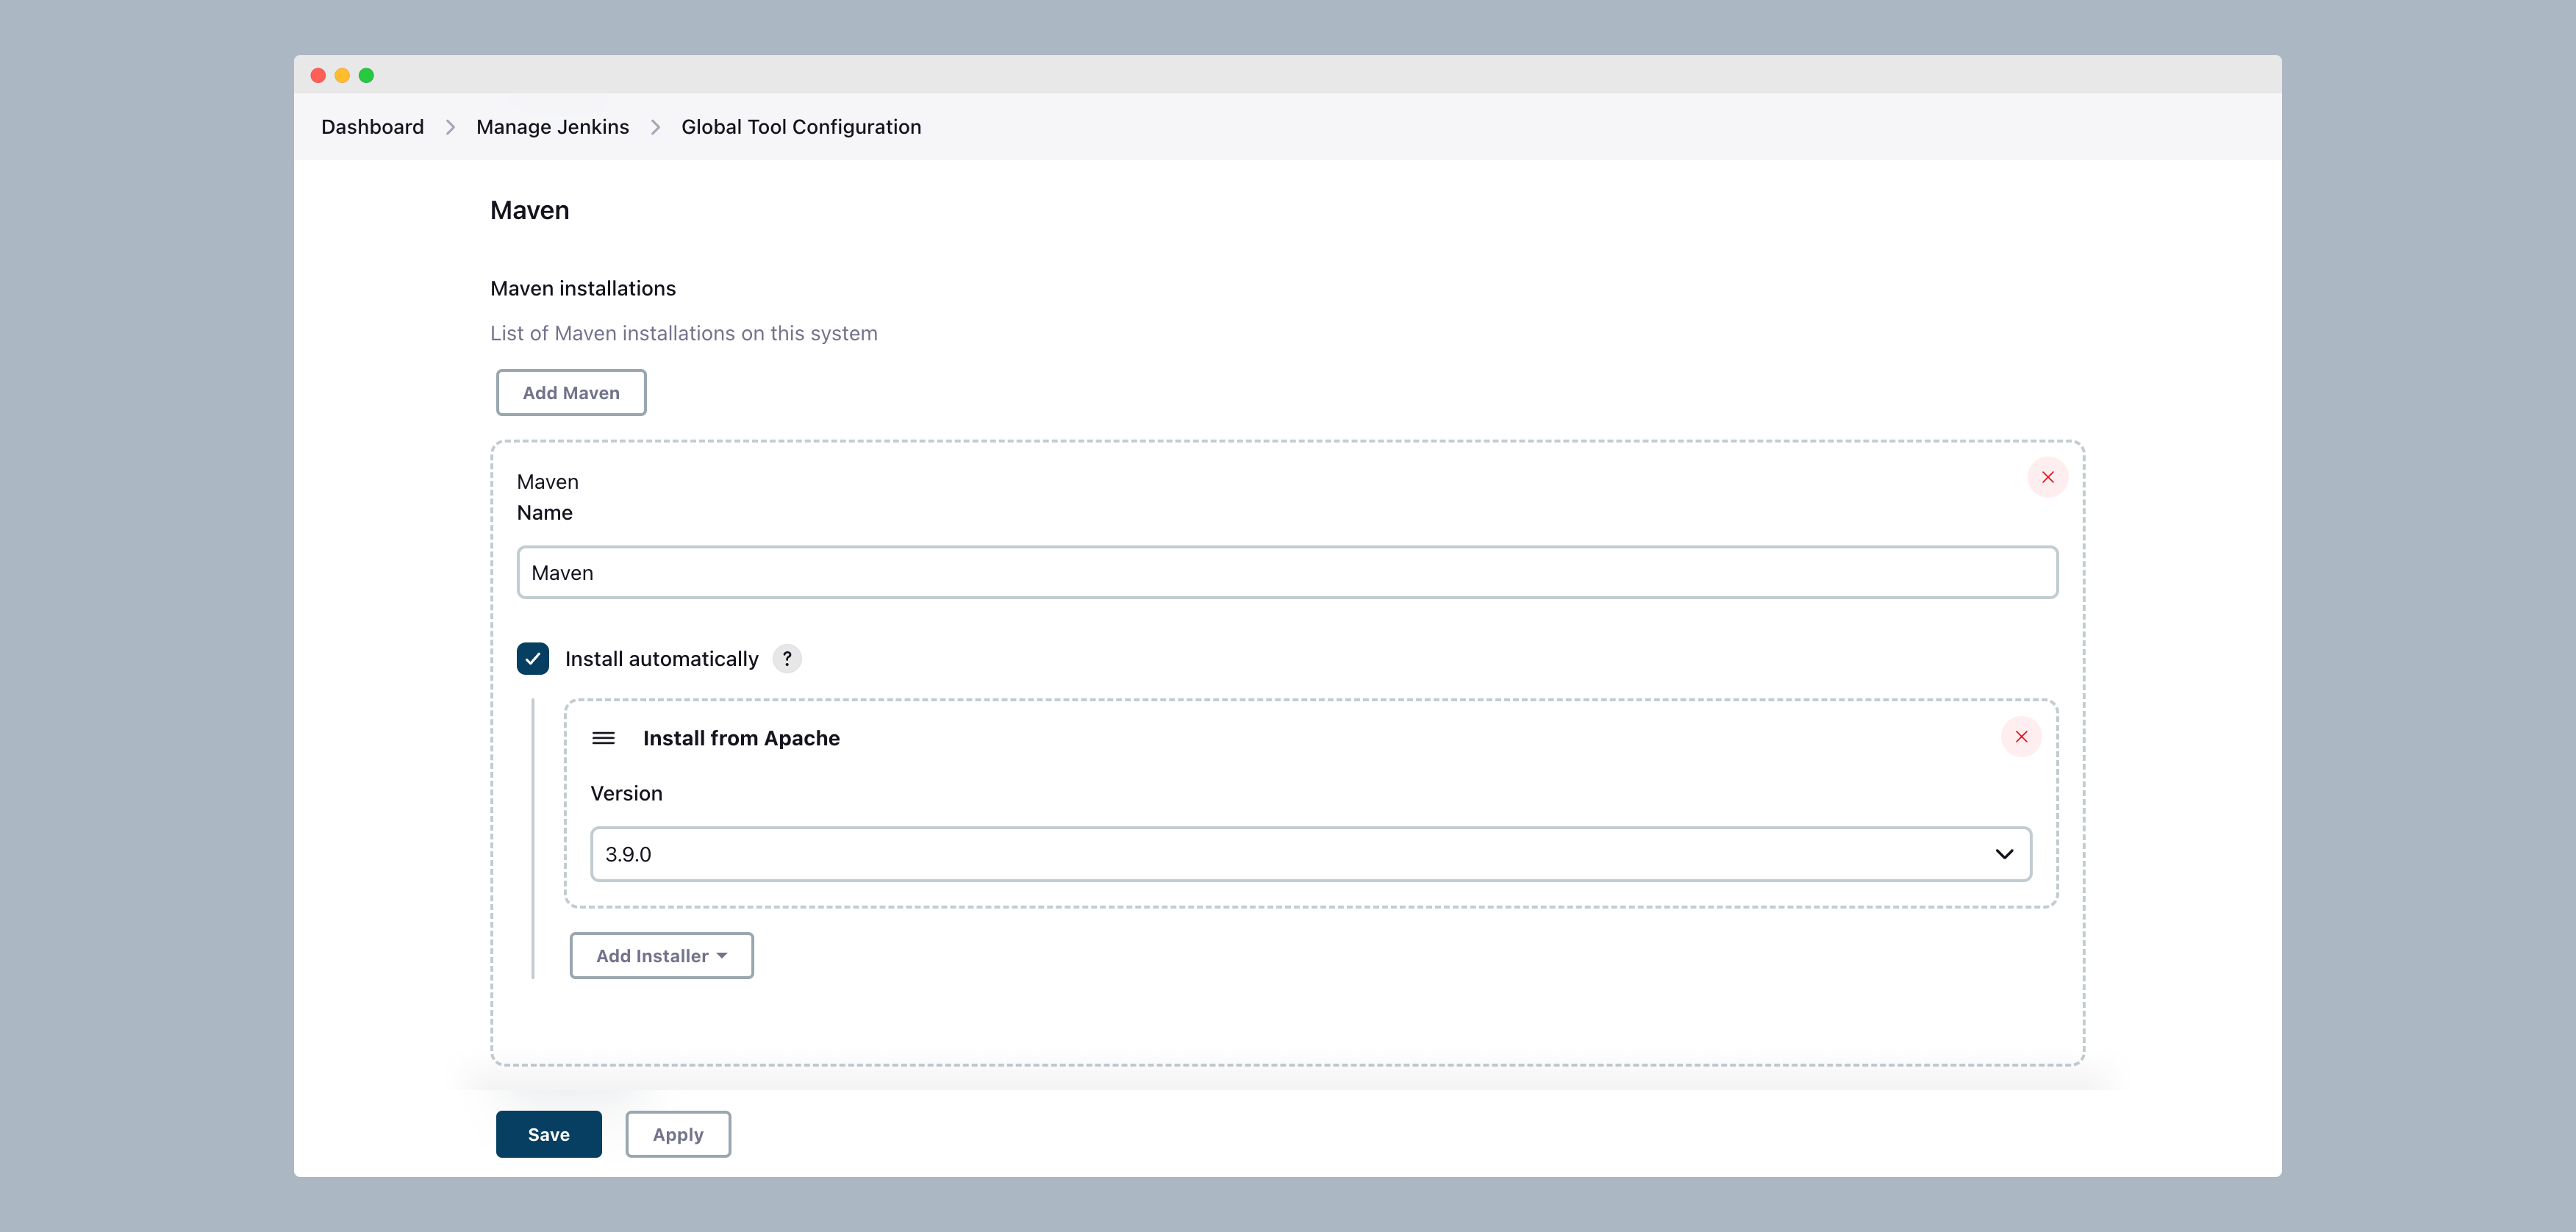 Dashboard > Manage Jenkins > Global Tool Configuration
Maven
Maven installations
List of Maven installations on this system
Add Maven
Maven
Name
Maven
Install automatically ?
Install from Apache
Version
3.9.0
Add Installer
Save Apply